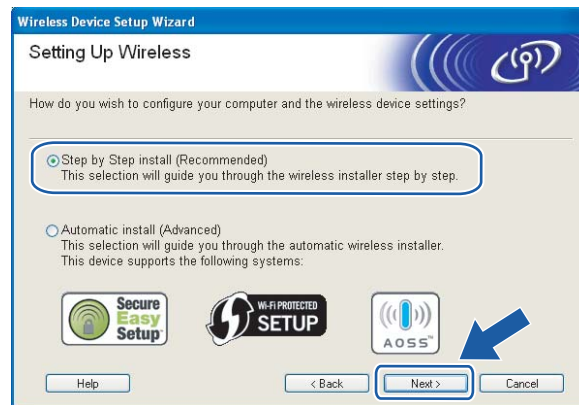 Wireless Device Setup Wizard
Setting Up Wireless
How do you wish to configure your computer and the wireless device settings?
Step by Step install (Recommended)
This selection will guide you through the wireless installer step by step.
Automatic install (Advanced)
This selection will guide you through the automatic wireless installer.
This device supports the following systems:
Secure
Easy
Setup
Wi-Fi PROTECTED
SETUP
AOSS™
Help
< Back
Next >
Cancel